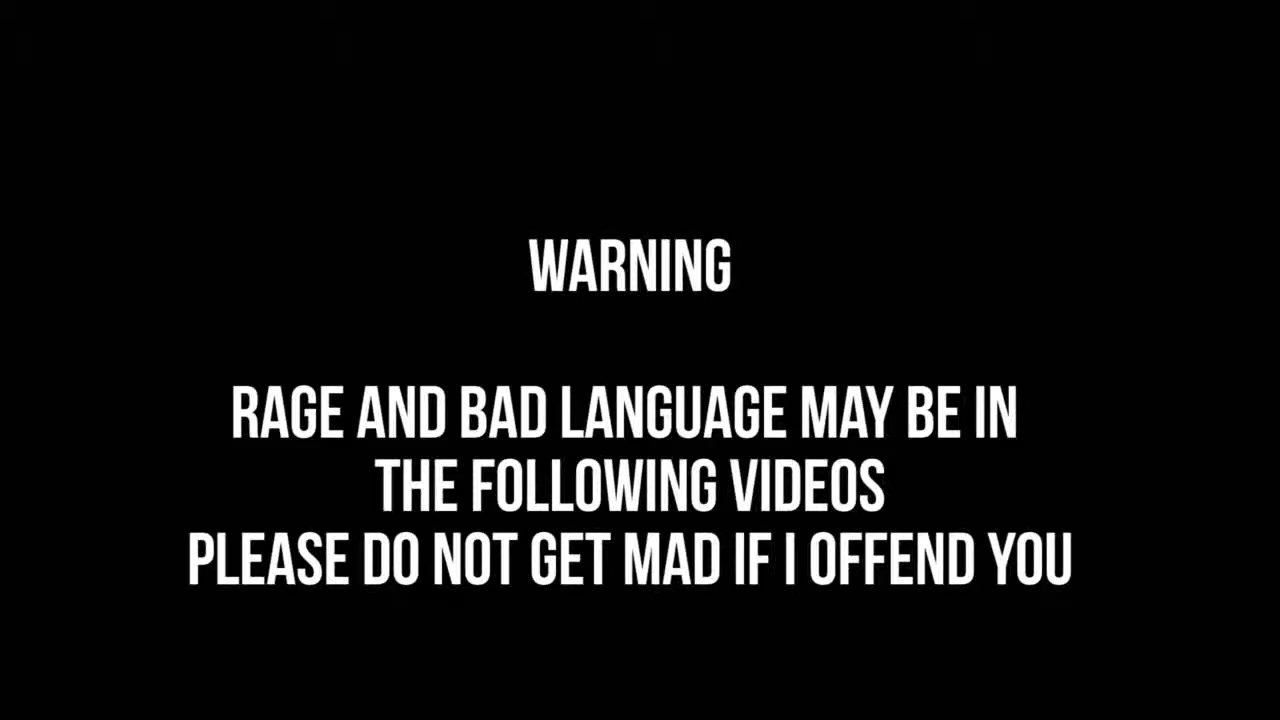 WARNING
RAGE AND BAD LANGUAGE MAY BE IN
THE FOLLOWING VIDEOS
PLEASE DO NOT GET MAD IF I OFFEND YOU